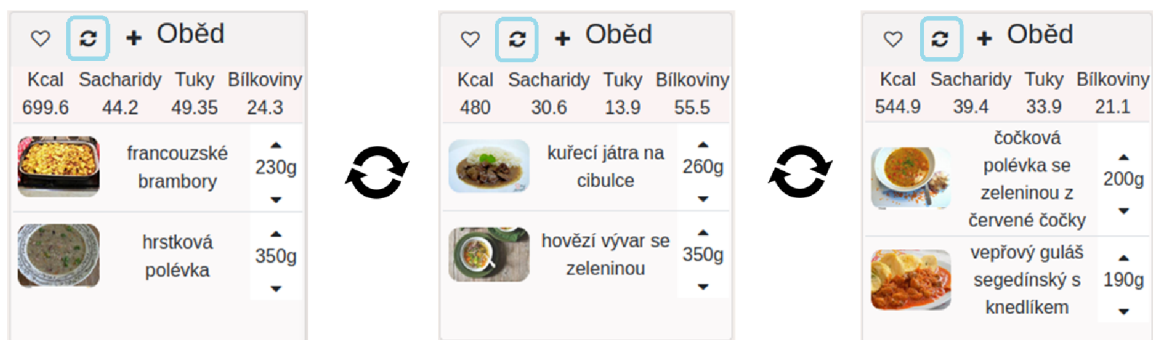 Oběd
Kcal Sacharidy Tuky Bílkoviny
699.6 44.2 49.35 24.3
francouzské
brambory
230g
hrstková
polévka
350g
Oběd
Kcal Sacharidy Tuky Bílkoviny
480 30.6 13.9 55.5
kuřecí játra na
cibulce
260g
hovězí vývar se
zeleninou
350g
Oběd
Kcal Sacharidy Tuky Bílkoviny
544.9 39.4 33.9 21.1
čočková
polévka se
zeleninou z
červené čočky
200g
vepřový guláš
segedínský s
knedlíkem
190g